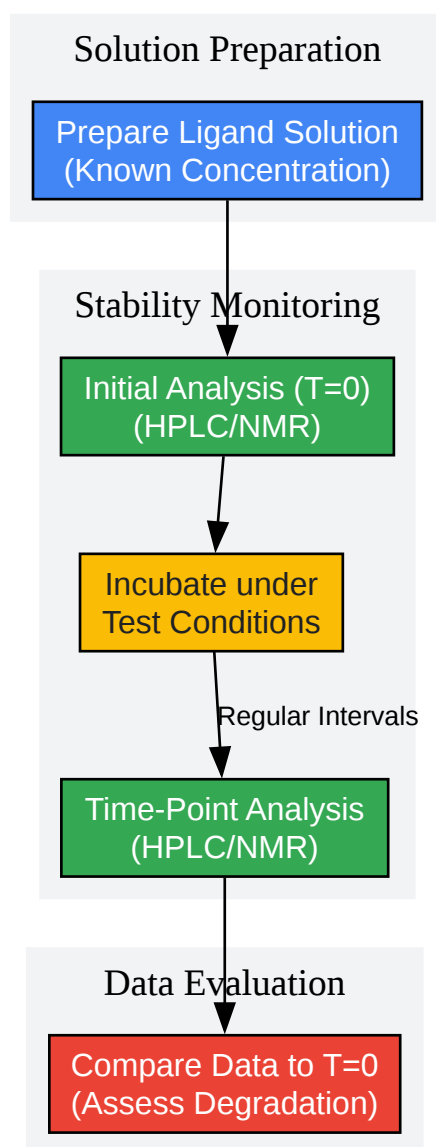 Solution Preparation
Prepare Ligand Solution
(Known Concentration)
Stability Monitoring
Initial Analysis (T=0)
(HPLC/NMR)
Incubate under
Test Conditions
Regular Intervals
Time-Point Analysis
(HPLC/NMR)
Data Evaluation
Compare Data to T=0
(Assess Degradation)